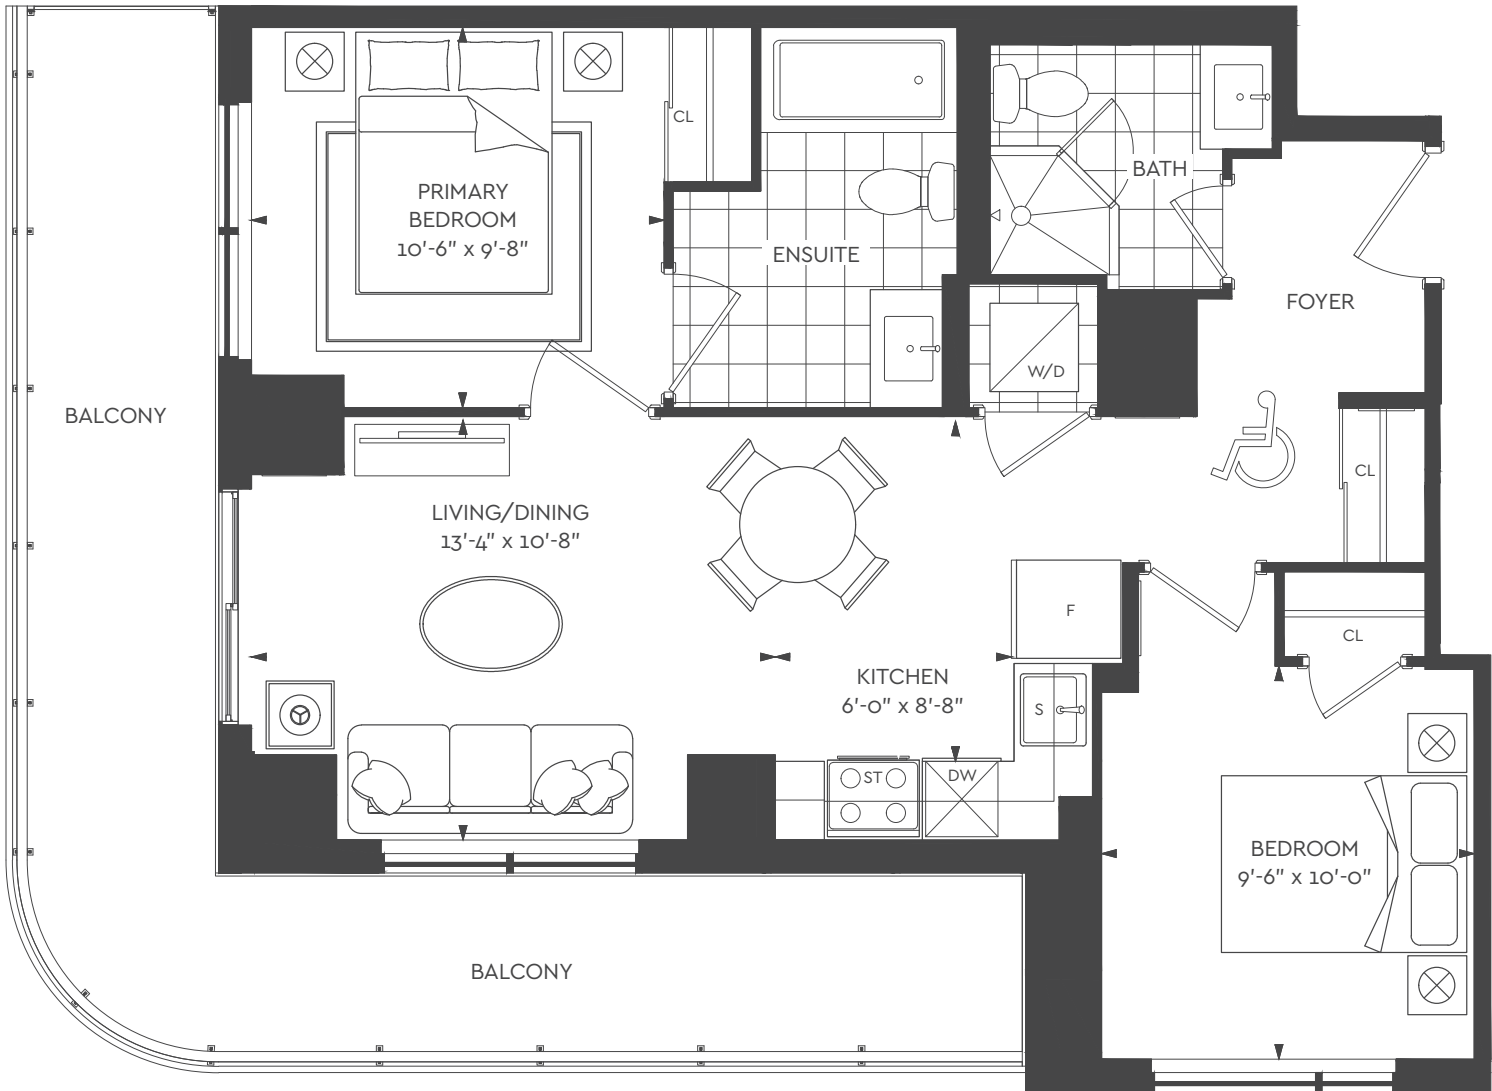 CL
BATH
PRIMARY
BEDROOM
10'-6" x 9'-8"
ENSUITE
FOYER
W/D
BALCONY
CL
LIVING/DINING
13'-4" x 10'-8"
F
CL
KITCHEN
6'-0" x 8'-8"
S
ST
DW
BEDROOM
9'-6" x 10'-0"
BALCONY